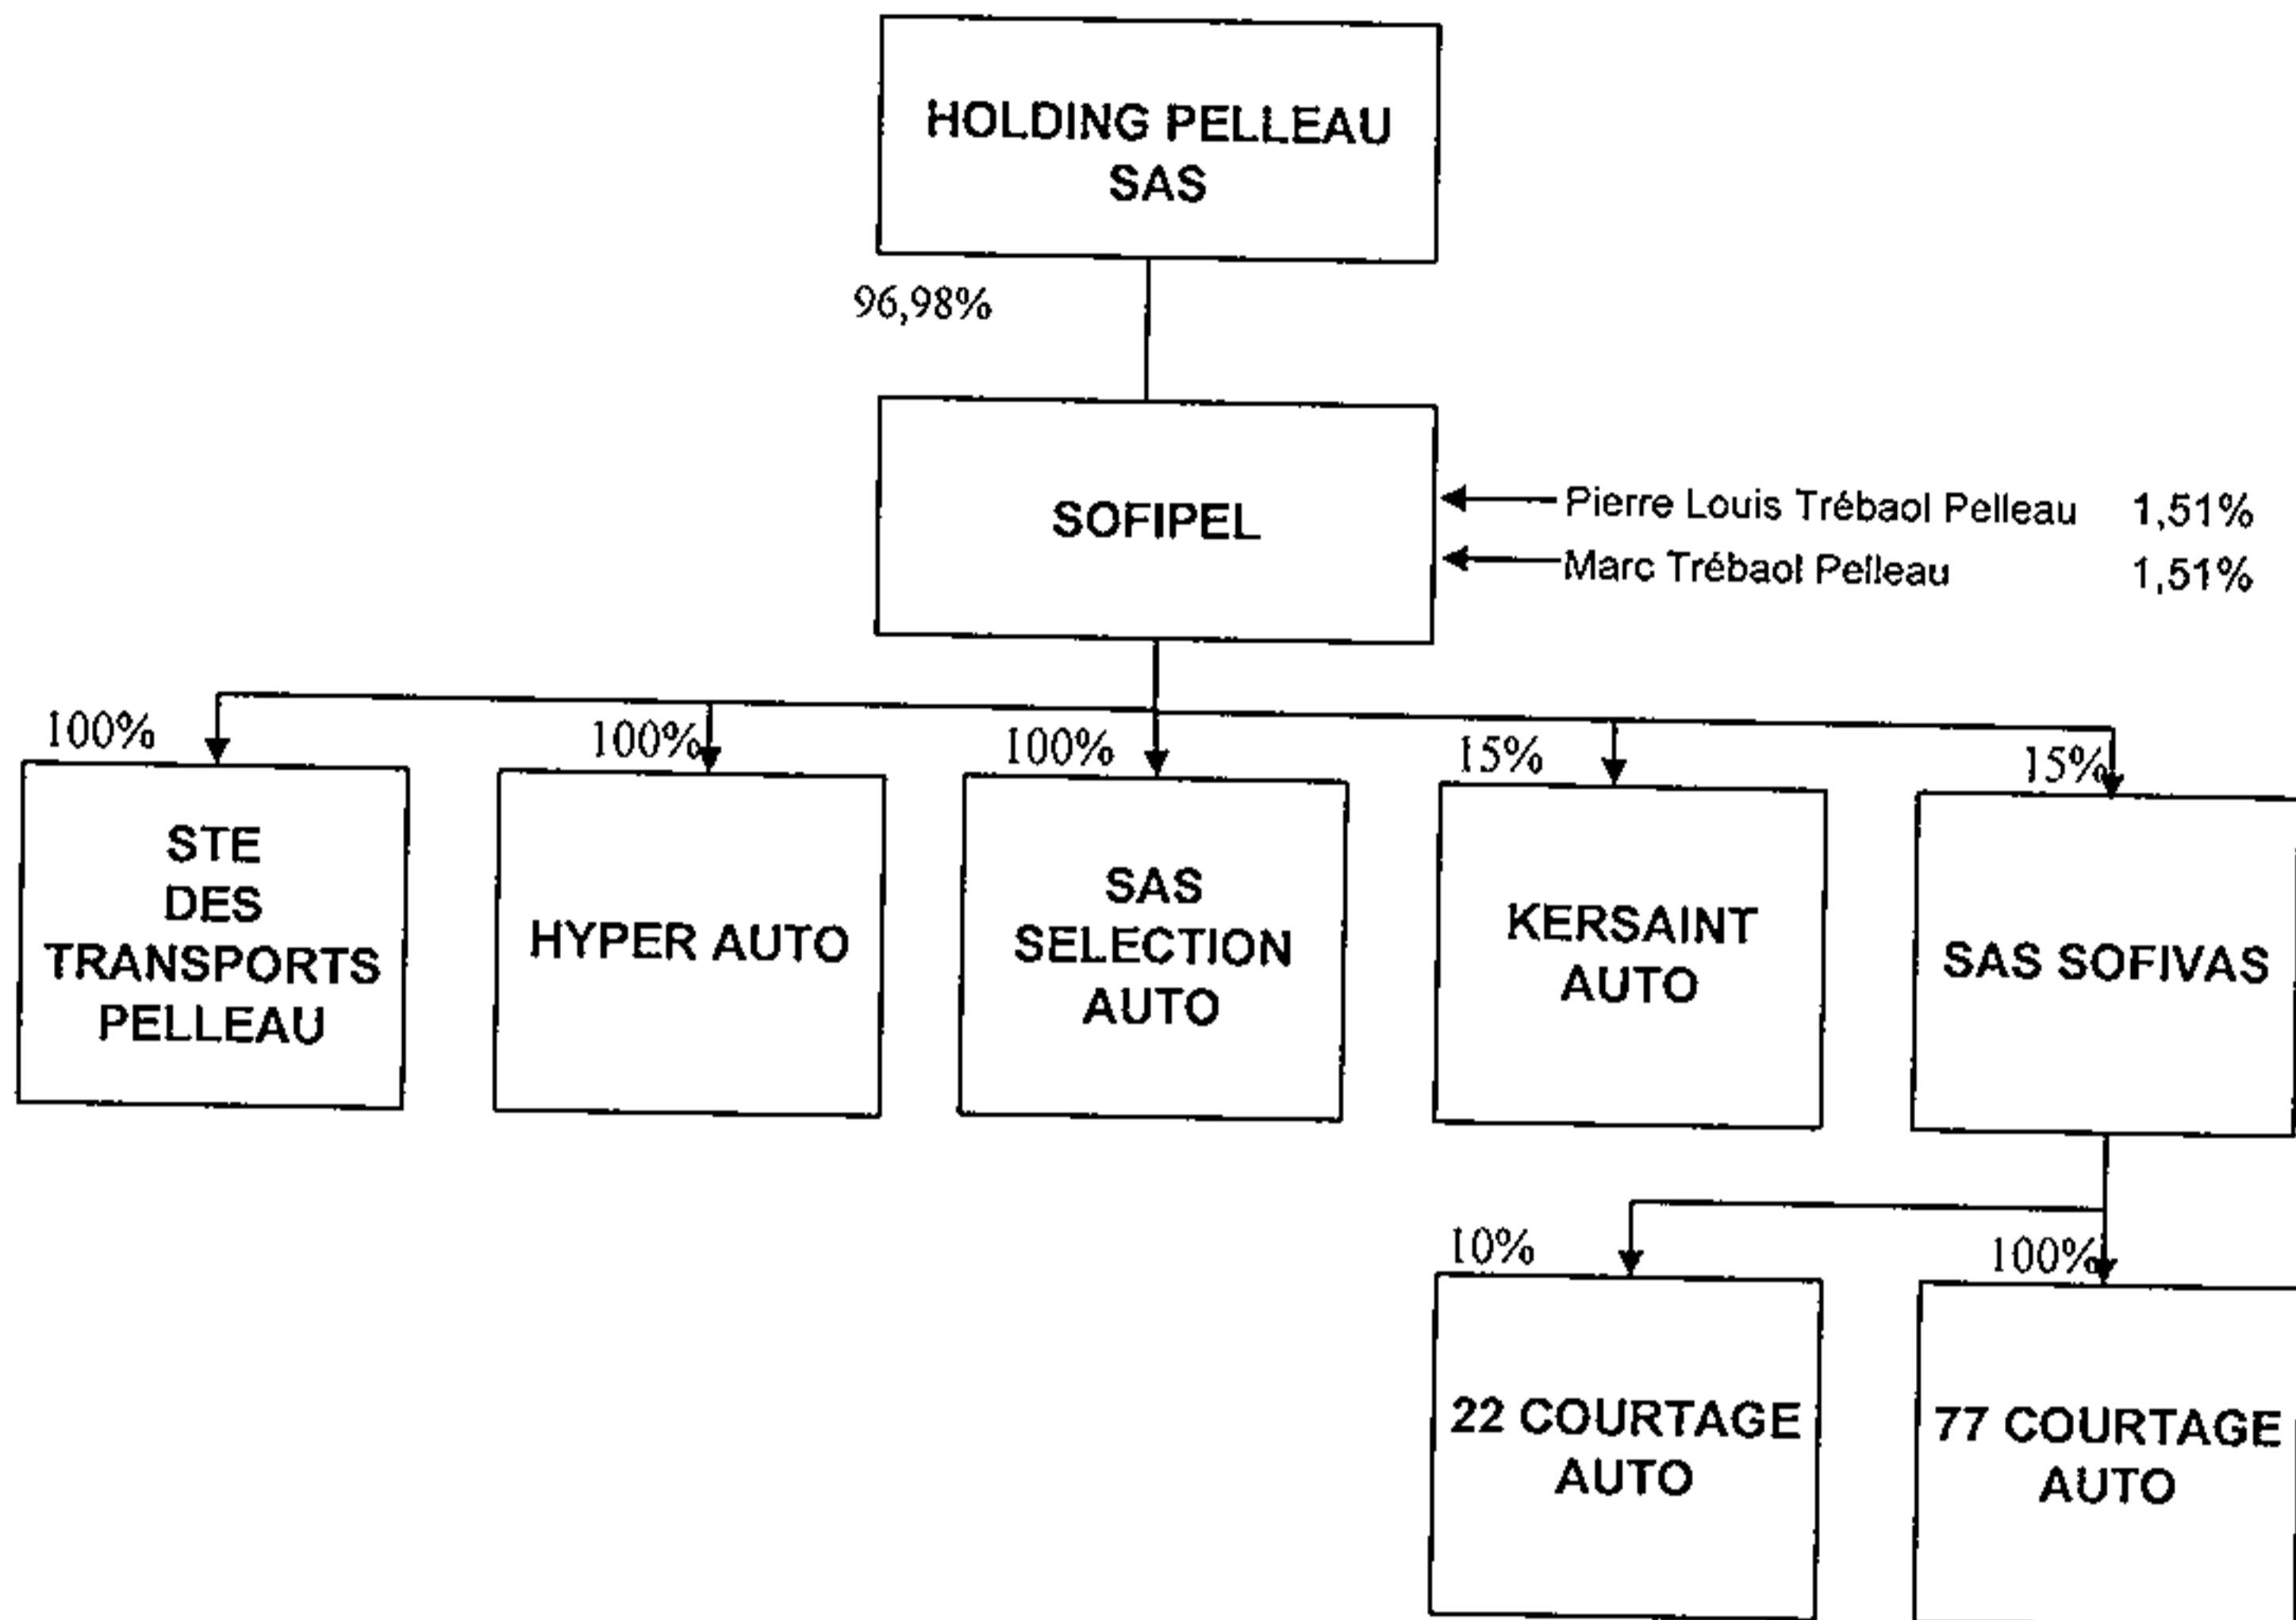 HOLDING PELLEAU
SAS
96,98%
SOFIPEL
Pierre Louis Trébaol Pelleau 1,51%
Marc Trébaol Pelleau 1,51%
100%
100%
100%
15%
15%
STE
DES
TRANSPORTS
PELLEAU
HYPER AUTO
SAS
SELECTION
AUTO
KERSAINT
AUTO
SAS SOFIVAS
10%
100%
22 COURTAGE
AUTO
77 COURTAGE
AUTO